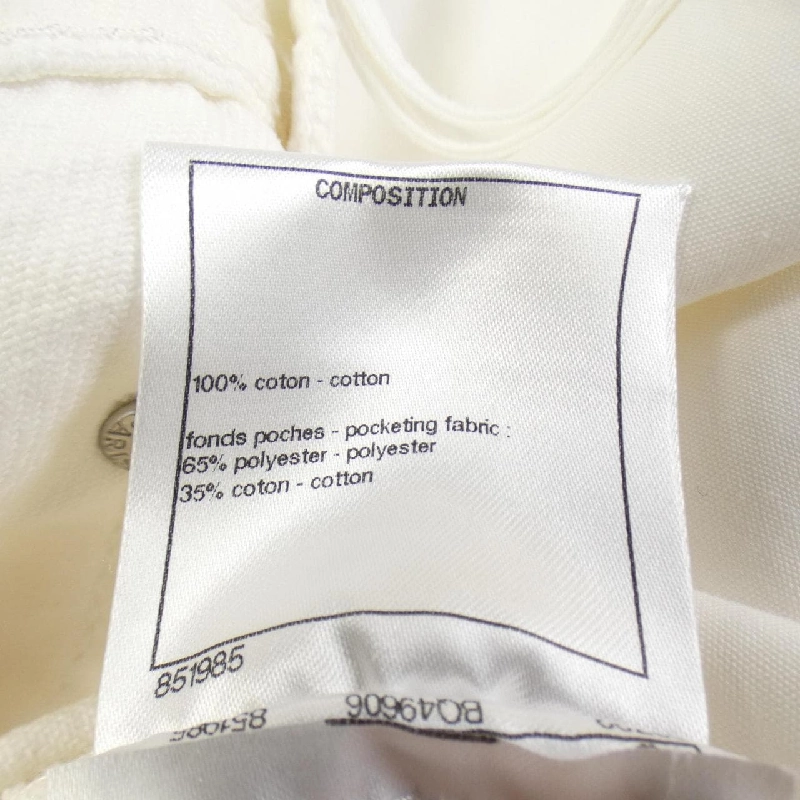 COMPOSITION
100% coton - cotton
fonds poches - pocketing fabric :
65% polyester - polyester
35% coton - cotton
851985
BQ49606